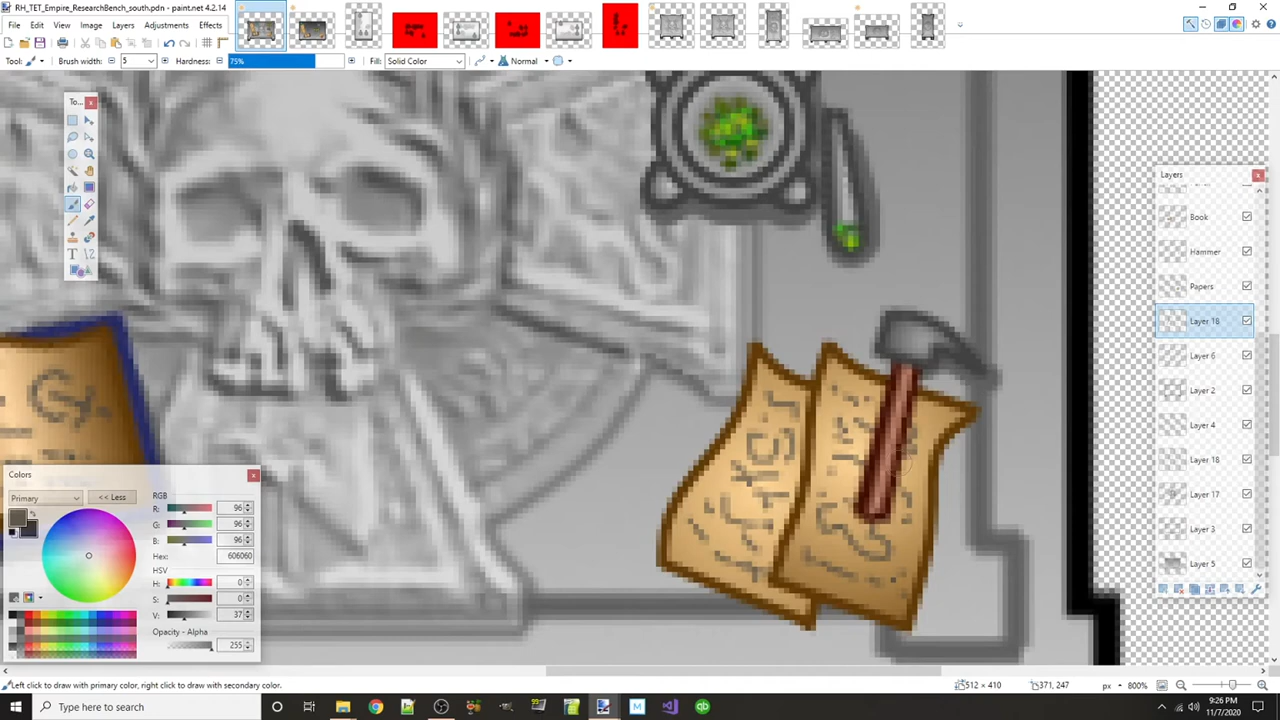 RH_TET_Empire_ResearchBench_south.pdn - paint.net 4.2.14
File Edit View Image Layers Adjustments Effects
Tool: Brush width: 5 Hardness: 75% Fill: Solid Color Normal
To...
Layers
Book
Hammer
Papers
Layer 18
Layer 6
Layer 2
Layer 4
Layer 18
Layer 17
Layer 3
Layer 5
Colors
Primary << Less
RGB
R: 96
G: 96
B: 96
Hex: 606060
HSV
H: 0
S: 0
V: 37
Opacity - Alpha
255
Left click to draw with primary color, right click to draw with secondary color.
512 × 410
371, 247
px
800%
Type here to search
9:26 PM
11/7/2020